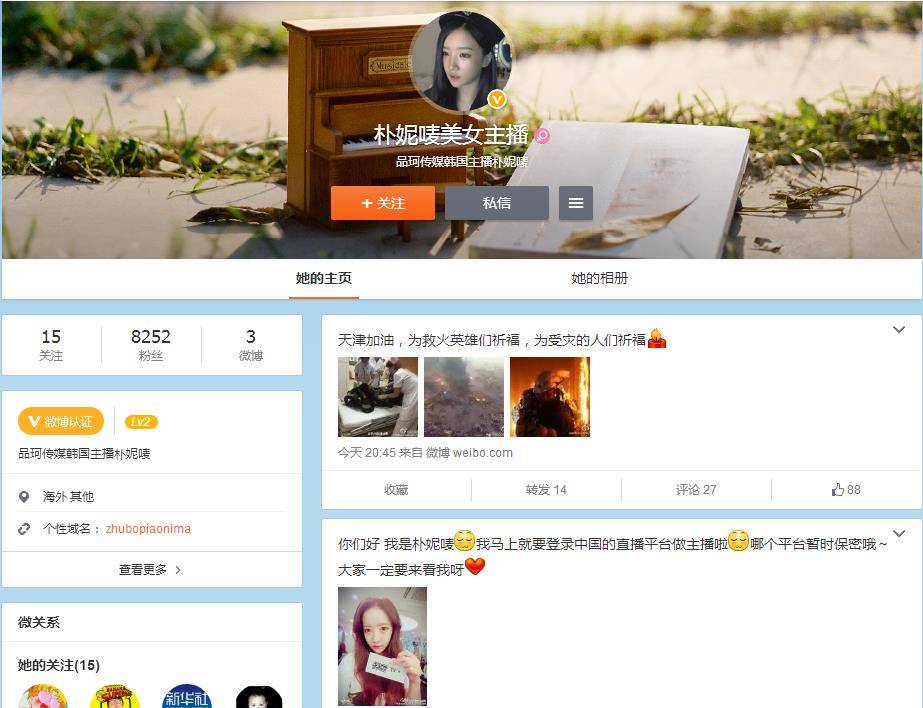 Musicale
朴妮唛美女主播
品珂传媒韩国主播朴妮唛
+ 关注
私信
她的主页
她的相册
15
8252
3
关注
粉丝
微博
V 微博认证
Lv2
品珂传媒韩国主播朴妮唛
海外 其他
个性域名： zhubopiaonima
查看更多 >
微关系
她的关注(15)
新华社
天津加油，为救火英雄们祈福，为受灾的人们祈福
今天 20:45 来自 微博 weibo.com
收藏
转发 14
评论 27
88
你们好 我是朴妮唛我马上就要登录中国的直播平台做主播啦哪个平台暂时保密哦～
大家一定要来看我呀